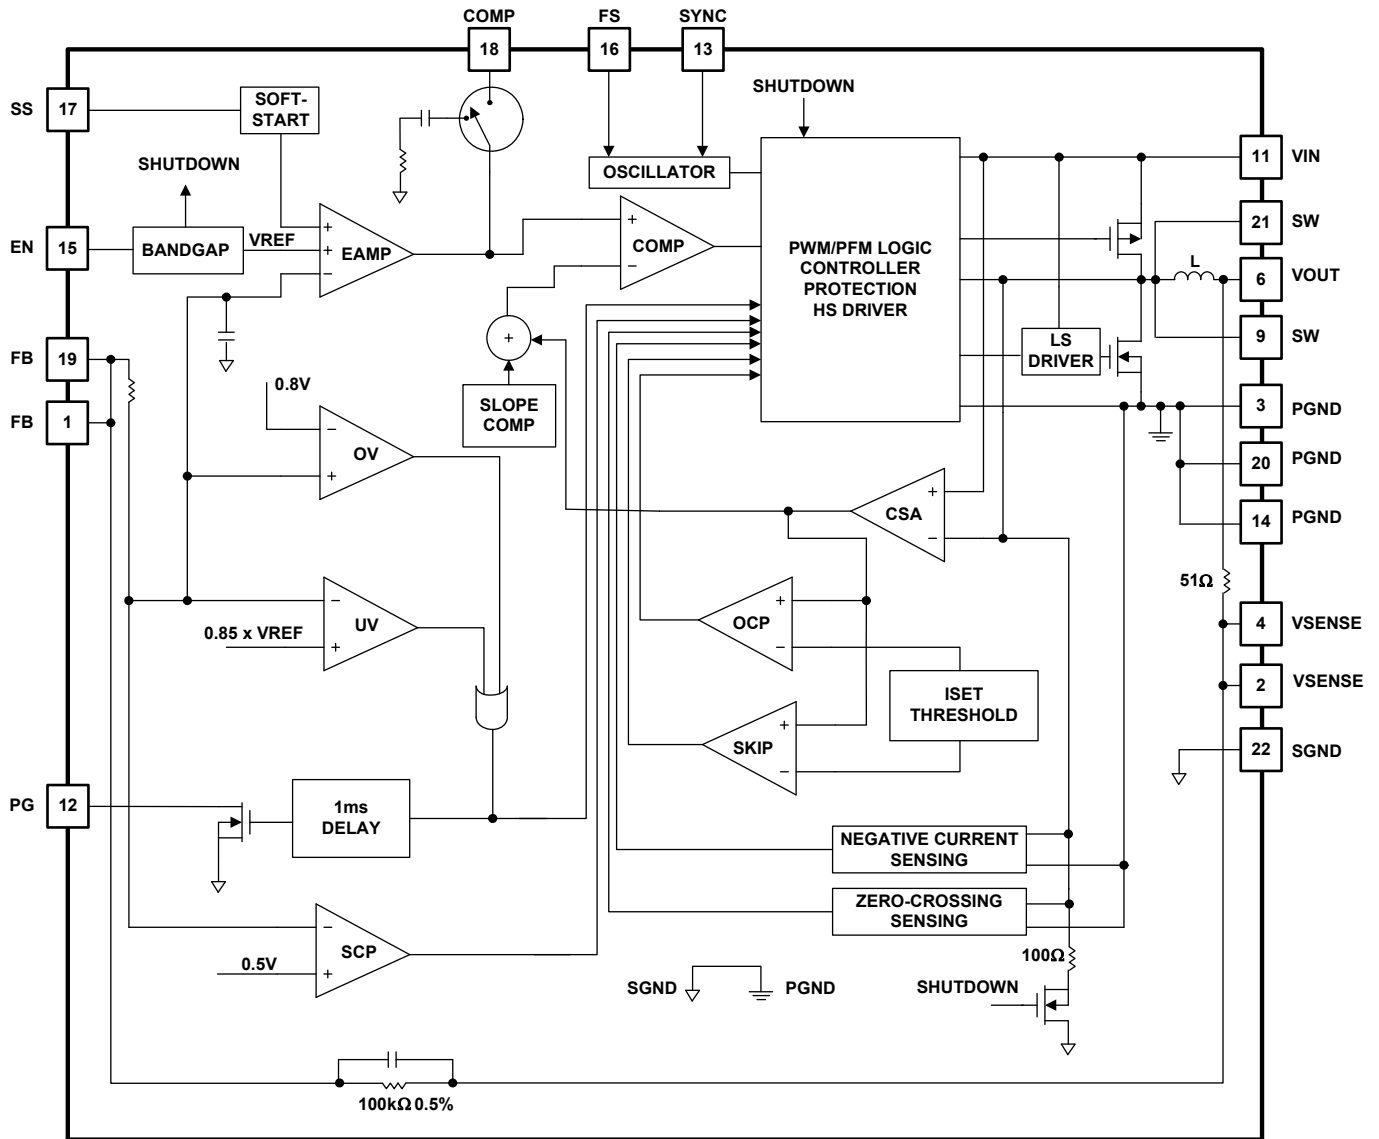 COMP
FS
SYNC
18
16
13
SS
17
SOFT-
START
SHUTDOWN
SHUTDOWN
OSCILLATOR
11
VIN
EN
15
BANDGAP
VREF
+
+
−
EAMP
+
−
COMP
PWM/PFM LOGIC
CONTROLLER
PROTECTION
HS DRIVER
21
SW
L
6
VOUT
+
LS
DRIVER
9
SW
FB
19
0.8V
SLOPE
COMP
FB
1
3
PGND
−
+
OV
20
PGND
+
−
CSA
14
PGND
51Ω
0.85 x VREF
−
+
UV
+
−
OCP
4
VSENSE
ISET
THRESHOLD
2
VSENSE
+
−
SKIP
22
SGND
PG
12
1ms
DELAY
NEGATIVE CURRENT
SENSING
ZERO-CROSSING
SENSING
−
+
SCP
0.5V
100Ω
SGND
PGND
SHUTDOWN
100kΩ 0.5%